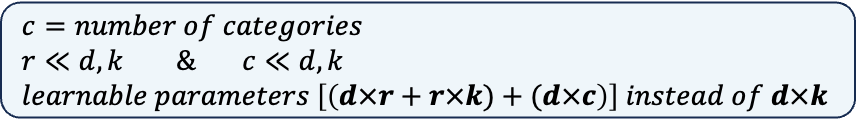 c = number of categories
r ≪ d, k & c ≪ d, k
learnable parameters [(d×r + r×k) + (d×c)] instead of d×k